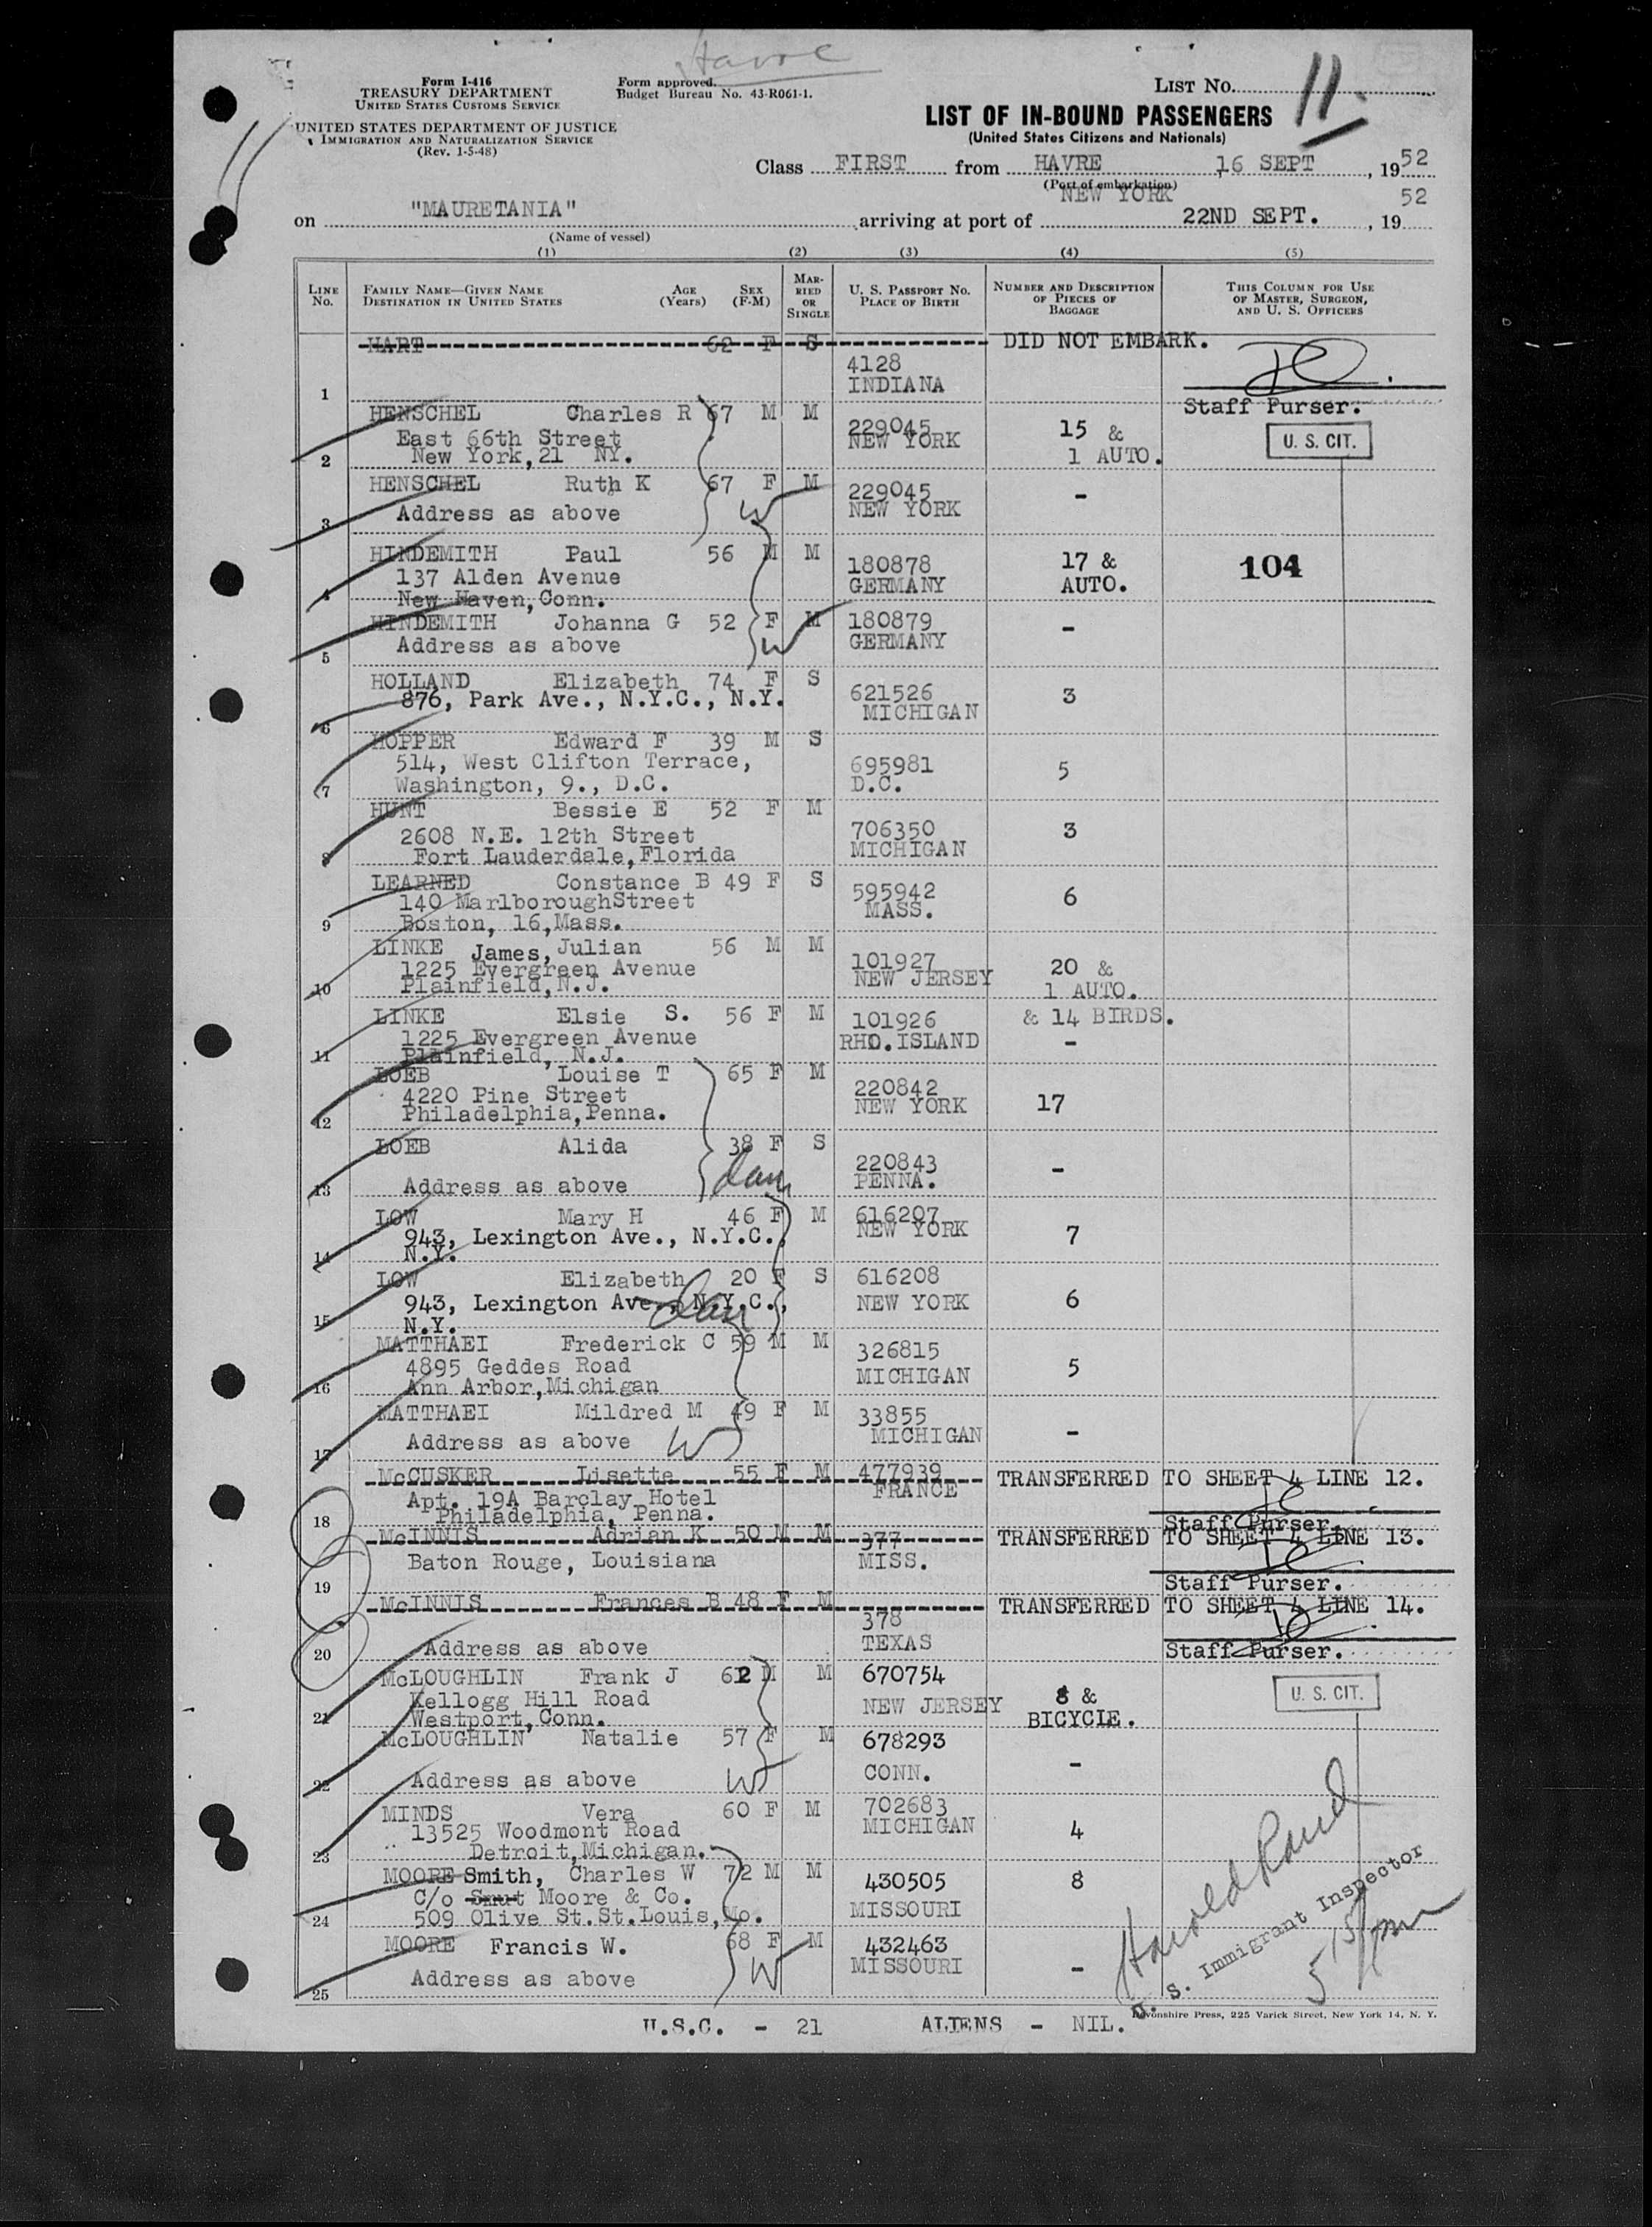 Havre
Form I-416
TREASURY DEPARTMENT
UNITED STATES CUSTOMS SERVICE
UNITED STATES DEPARTMENT OF JUSTICE
IMMIGRATION AND NATURALIZATION SERVICE
(Rev. 1-5-48)
Form approved.
Budget Bureau No. 43-R061-1.
LIST No. 11.
LIST OF IN-BOUND PASSENGERS
(United States Citizens and Nationals)
Class FIRST from HAVRE, 16 SEPT, 1952
(Port of embarkation)
on "MAURETANIA" arriving at port of NEW YORK 22ND SEPT., 1952
(Name of vessel)
(1) (2) (3) (4) (5)
LINE No. FAMILY NAME—GIVEN NAME DESTINATION IN UNITED STATES AGE (Years) SEX (F-M) MARRIED OR SINGLE U. S. PASSPORT NO. PLACE OF BIRTH NUMBER AND DESCRIPTION OF PIECES OF BAGGAGE THIS COLUMN FOR USE OF MASTER, SURGEON, AND U. S. OFFICERS
HART 62 F S DID NOT EMBARK.
4128
INDIANA
1 Staff Purser.
HENSCHEL Charles R 67 M M 229045
East 66th Street NEW YORK 15 & U. S. CIT.
2 New York,21 NY. 1 AUTO.
HENSCHEL Ruth K 67 F M 229045 -
3 Address as above NEW YORK
W
HINDEMITH Paul 56 M M 180878 17 & 104
137 Alden Avenue GERMANY AUTO.
4 New Haven,Conn.
HINDEMITH Johanna G 52 F M 180879 -
5 Address as above GERMANY
W
HOLLAND Elizabeth 74 F S 621526 3
6 876, Park Ave., N.Y.C., N.Y. MICHIGAN
HOPPER Edward F 39 M S
514, West Clifton Terrace, 695981 5
7 Washington, 9., D.C. D.C.
HUNT Bessie E 52 F M
2608 N.E. 12th Street 706350 3
8 Fort Lauderdale,Florida MICHIGAN
LEARNED Constance B 49 F S 595942 6
140 MarlboroughStreet MASS.
9 Boston, 16,Mass.
LINKE James, Julian 56 M M 101927
1225 Evergreen Avenue NEW JERSEY 20 &
10 Plainfield,N.J. 1 AUTO.
LINKE Elsie S. 56 F M 101926 & 14 BIRDS.
1225 Evergreen Avenue RHO.ISLAND -
11 Plainfield, N.J.
LOEB Louise T 65 F M 220842
4220 Pine Street NEW YORK 17
12 Philadelphia,Penna.
LOEB Alida 38 F S 220843 -
13 Address as above PENNA.
LOW Mary H 46 F M 616207
943, Lexington Ave., N.Y.C., NEW YORK 7
14 N.Y.
LOW Elizabeth 20 F S 616208
943, Lexington Ave., N.Y.C., NEW YORK 6
15 N.Y.
MATTHAEI Frederick C 59 M M 326815
4895 Geddes Road MICHIGAN 5
16 Ann Arbor,Michigan
MATTHAEI Mildred M 49 F M 33855
17 Address as above MICHIGAN -
W
McCUSKER Lisette 55 F M 477939 TRANSFERRED TO SHEET 4 LINE 12.
Apt. 19A Barclay Hotel FRANCE
18 Philadelphia, Penna. Staff Purser.
McINNIS Adrian K 50 M M 377 TRANSFERRED TO SHEET 4 LINE 13.
Baton Rouge, Louisiana MISS.
19 Staff Purser.
McINNIS Frances B 48 F M TRANSFERRED TO SHEET 4 LINE 14.
378
20 Address as above TEXAS Staff Purser.
McLOUGHLIN Frank J 62 M M 670754 U. S. CIT.
Kellogg Hill Road NEW JERSEY 8 &
21 Westport,Conn. BICYCLE.
McLOUGHLIN Natalie 57 F M 678293
22 Address as above CONN. -
W
MINDS Vera 60 F M 702683
13525 Woodmont Road MICHIGAN 4
23 Detroit,Michigan.
MOORE Smith, Charles W 72 M M 430505 8
C/o Smut Moore & Co. MISSOURI
24 509 Olive St.St.Louis,Mo.
MOORE Francis W. 68 F M 432463
25 Address as above MISSOURI -
W
Harold Rand
U. S. Immigrant Inspector
Devonshire Press, 225 Varick Street, New York 14, N. Y.
U.S.C. - 21 ALIENS - NIL.